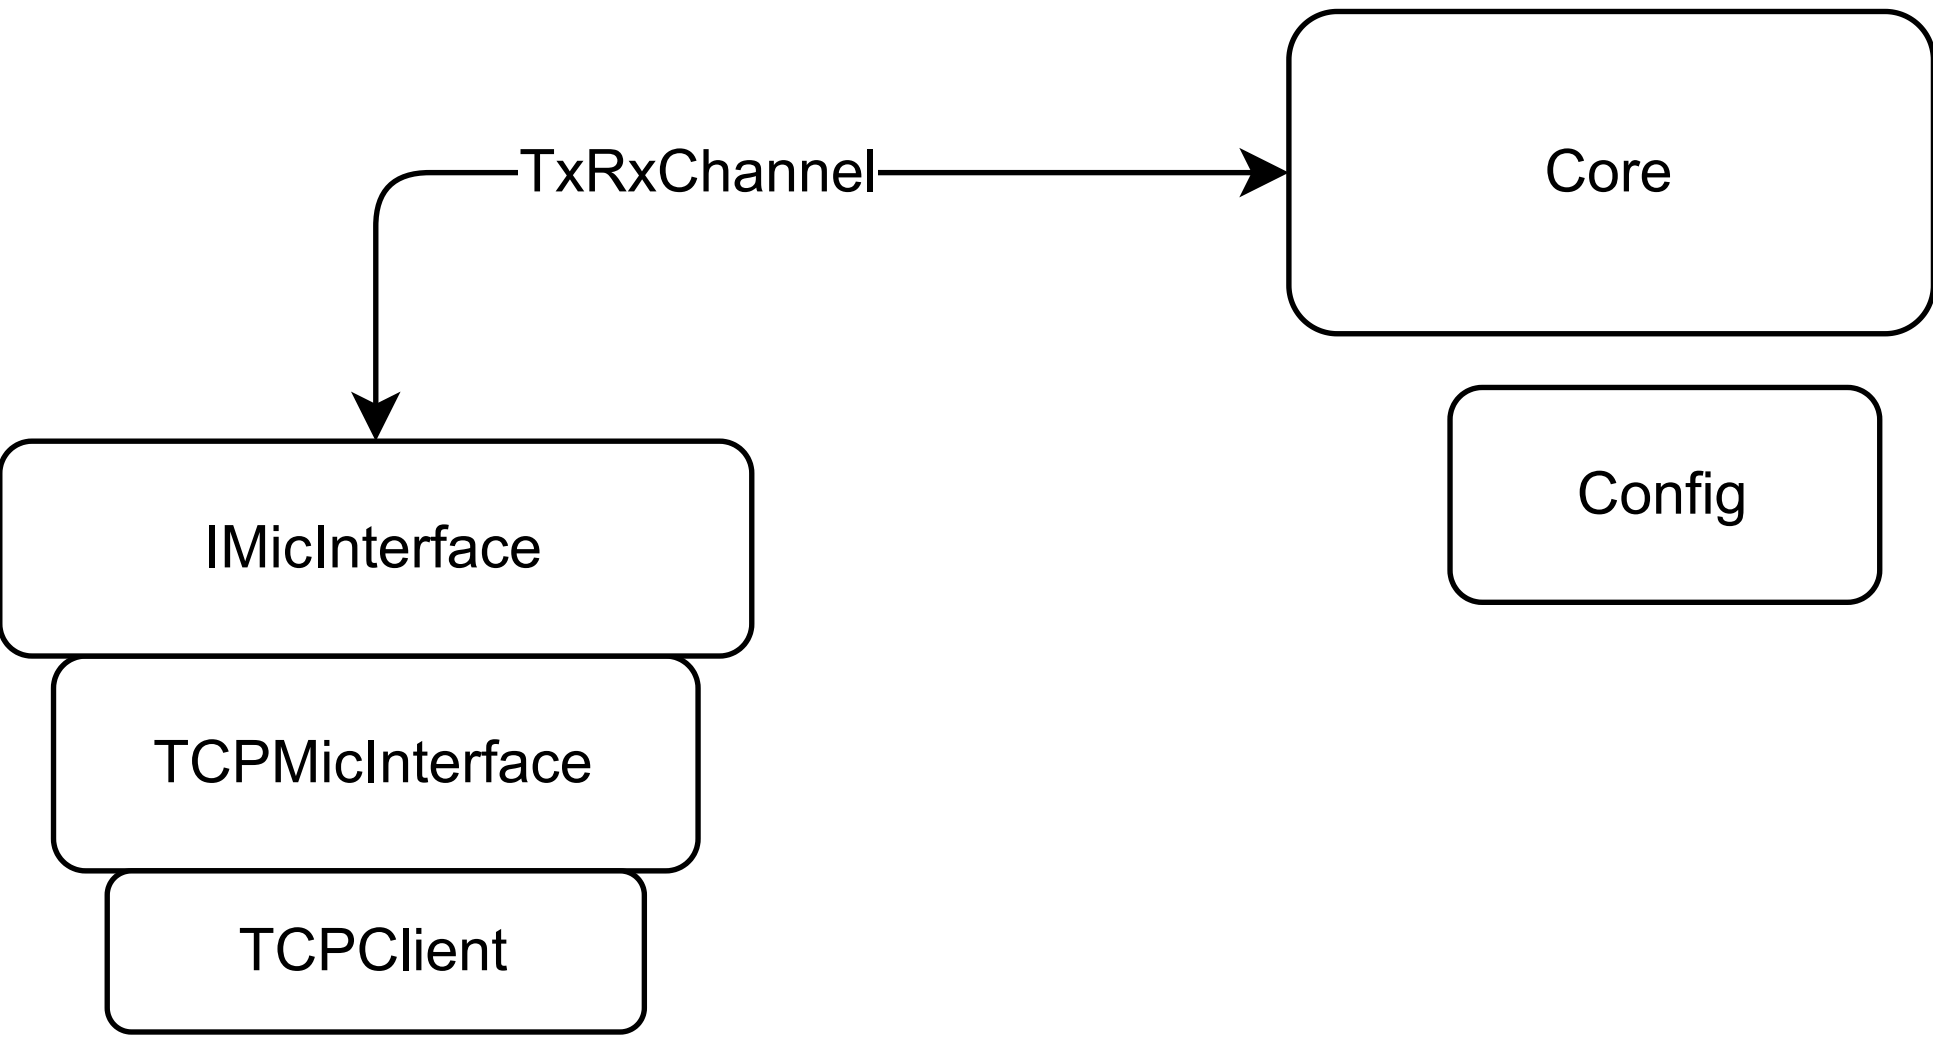 TxRxChannel
Core
IMicInterface
Config
TCPMicInterface
TCPClient